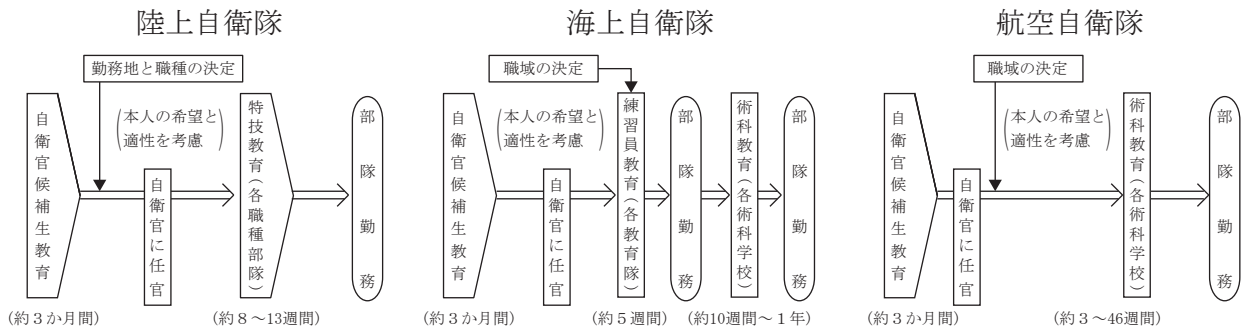 陸上自衛隊
勤務地と職種の決定
(本人の希望と
適性を考慮)
自衛官候補生教育
自衛官に任官
特技教育(各職種部隊)
部隊勤務
(約3か月間)
(約8〜13週間)
海上自衛隊
職域の決定
(本人の希望と
適性を考慮)
自衛官候補生教育
自衛官に任官
練習員教育(各教育隊)
部隊勤務
術科教育(各術科学校)
部隊勤務
(約3か月間)
(約5週間)
(約10週間〜1年)
航空自衛隊
職域の決定
(本人の希望と
適性を考慮)
自衛官候補生教育
自衛官に任官
術科教育(各術科学校)
部隊勤務
(約3か月間)
(約3〜46週間)